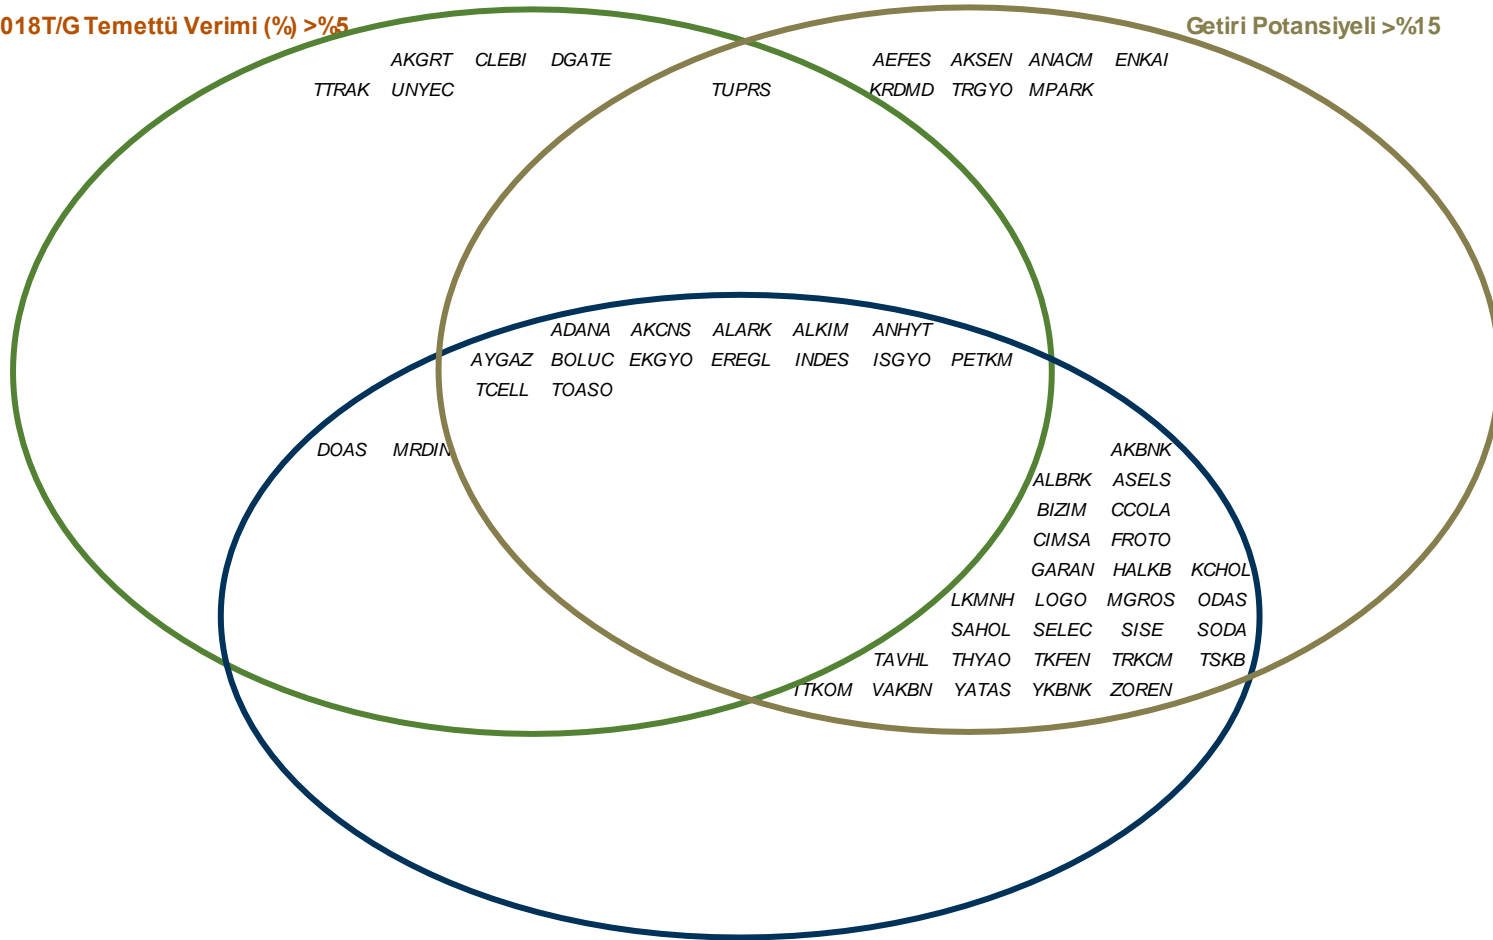 018T/G Temettü Verimi (%) >%5
Getiri Potansiyeli >%15
AKGRT CLEBI DGATE
AEFES AKSEN ANACM ENKAI
TTRAK UNYEC
TUPRS
KRDMD TRGYO MPARK
ADANA AKCNS ALARK ALKIM ANHYT
AYGAZ BOLUC EKGYO EREGL INDES ISGYO PETKM
TCELL TOASO
DOAS MRDIN
AKBNK
ALBRK ASELS
BIZIM CCOLA
CIMSA FROTO
GARAN HALKB KCHOL
LKMNH LOGO MGROS ODAS
SAHOL SELEC SISE SODA
TAVHL THYAO TKFEN TRKCM TSKB
TTKOM VAKBN YATAS YKBNK ZOREN